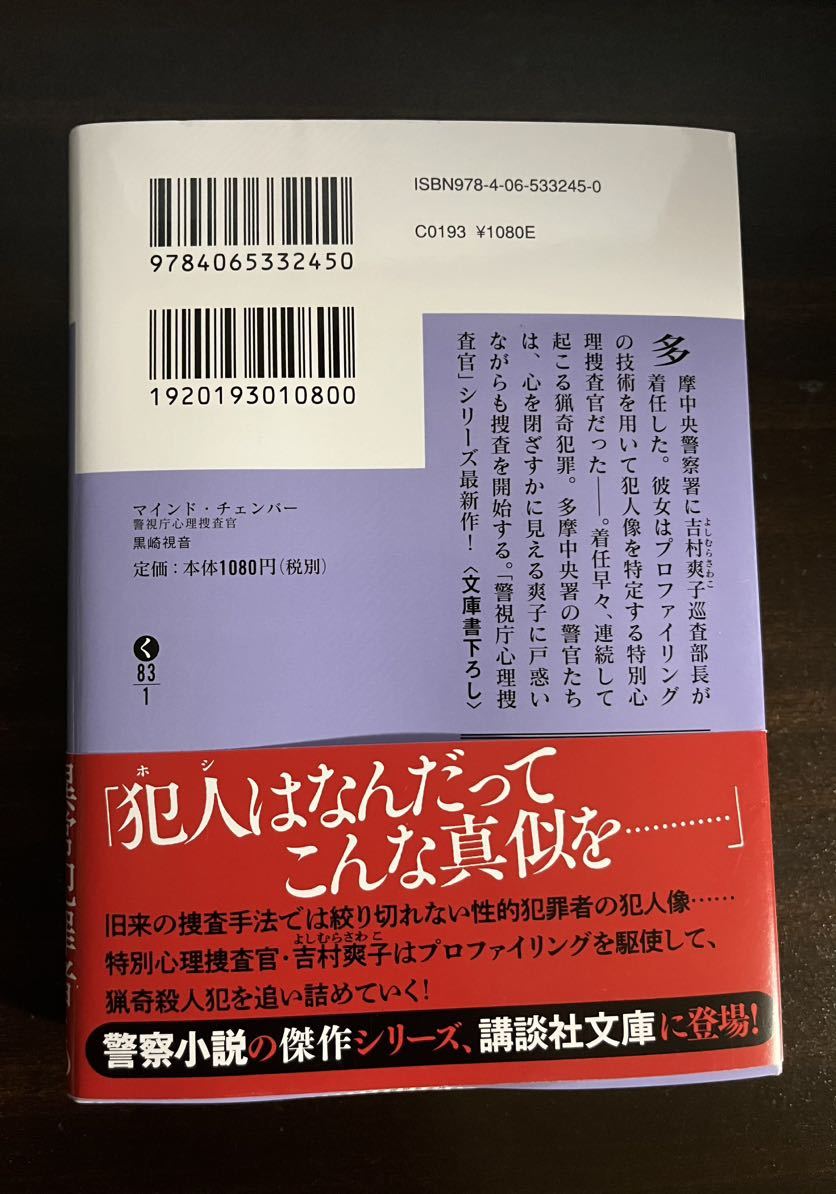 ISBN978-4-06-533245-0
C0193 ¥1080E
9784065332450
1920193010800
多摩中央警察署に吉村爽子巡査部長が
よしむらさわこ
着任した。彼女はプロファイリング
の技術を用いて犯人像を特定する特別心
理捜査官だった――。着任早々、連続して
起こる猟奇犯罪。多摩中央署の警官たち
は、心を閉ざすかに見える爽子に戸惑い
ながらも捜査を開始する。「警視庁心理捜
査官」シリーズ最新作!〈文庫書下ろし〉
マインド・チェンバー
警視庁心理捜査官
黒崎視音
定価:本体1080円(税別)
く
83
1
ホシ
「犯人はなんだって
こんな真似を…………」
旧来の捜査手法では絞り切れない性的犯罪者の犯人像……
よしむらさわこ
特別心理捜査官・吉村爽子はプロファイリングを駆使して、
猟奇殺人犯を追い詰めていく!
警察小説の傑作シリーズ、講談社文庫に登場!